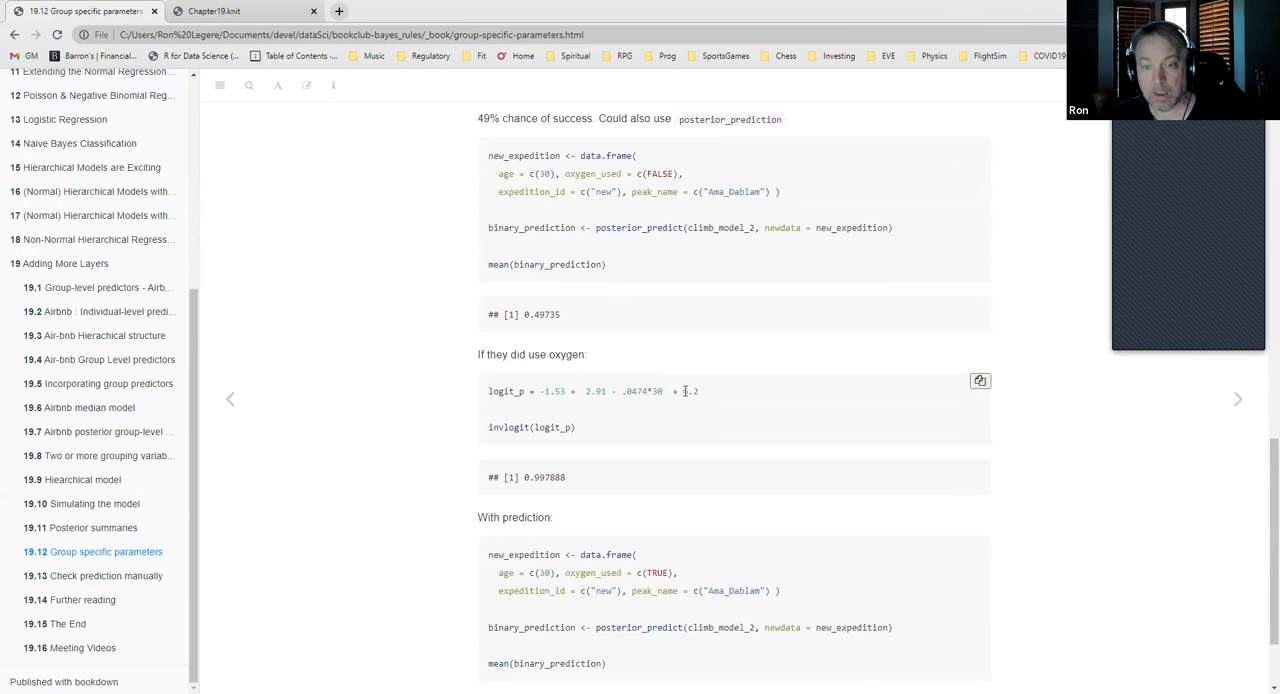 19.12 Group specific parameters
Chapter19.knit
File
C:/Users/Ron%20Legere/Documents/devel/dataSci/bookclub-bayes_rules/_book/group-specific-parameters.html
GM
Barron's | Financial...
R for Data Science (...
Table of Contents -...
Music
Regulatory
Fit
Prime
Spiritual
RPG
Prog
SportsGames
Chess
Investing
EVE
Physics
FlightSim
COVID19
Ron
11 Extending the Normal Regression...
12 Poisson & Negative Binomial Reg...
13 Logistic Regression
14 Naive Bayes Classification
15 Hierarchical Models are Exciting
16 (Normal) Hierarchical Models with...
17 (Normal) Hierarchical Models with...
18 Non-Normal Hierarchical Regress...
19 Adding More Layers
19.1 Group-level predictors - Airb...
19.2 Airbnb : Individual-level predi...
19.3 Air-bnb Hierachical structure
19.4 Air-bnb Group Level predictors
19.5 Incorporating group predictors
19.6 Airbnb median model
19.7 Airbnb posterior group-level ...
19.8 Two or more grouping variab...
19.9 Hiearchical model
19.10 Simulating the model
19.11 Posterior summaries
19.12 Group specific parameters
19.13 Check prediction manually
19.14 Further reading
19.15 The End
19.16 Meeting Videos
Published with bookdown
49% chance of success. Could also use posterior_prediction
new_expedition <- data.frame(
age = c(30), oxygen_used = c(FALSE),
expedition_id = c("new"), peak_name = c("Ama_Dablam") )
binary_prediction <- posterior_predict(climb_model_2, newdata = new_expedition)
mean(binary_prediction)
## [1] 0.49735
If they did use oxygen:
logit_p = -1.53 + 2.91 - .0474*30 + .2
invlogit(logit_p)
## [1] 0.997888
With prediction:
new_expedition <- data.frame(
age = c(30), oxygen_used = c(TRUE),
expedition_id = c("new"), peak_name = c("Ama_Dablam") )
binary_prediction <- posterior_predict(climb_model_2, newdata = new_expedition)
mean(binary_prediction)